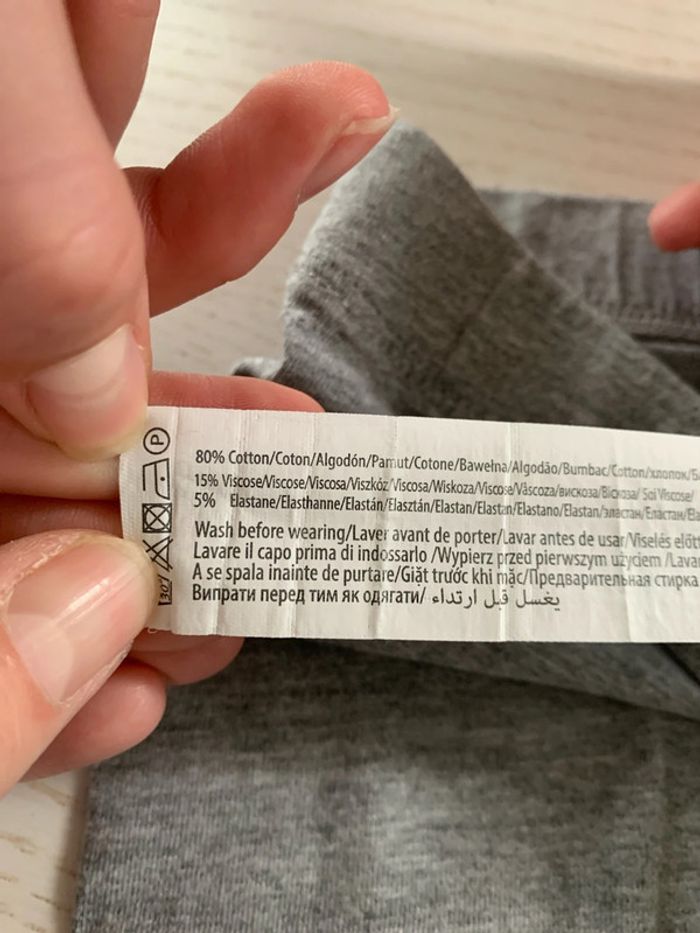 80% Cotton/Coton/Algodón/Pamut/Cotone/Bawełna/Algodão/Bumbac/Cotton/хлопок/
15% Viscose/Viscose/Viscosa/Viszkóz/Viscosa/Wiskoza/Viscose/Vâscoza/вискоза/Віскоза/ Soi Viscose/
5% Elastane/Elasthanne/Elastán/Elasztán/Elastan/Elastan/Elastano/Elastan/эластан/Еластан/
Wash before wearing/Laver avant de porter/Lavar antes de usar/Viselés előtt
Lavare il capo prima di indossarlo /Wypierz przed pierwszym użyciem /Lavar
A se spala inainte de purtare/Giặt trước khi mặc/Предварительная стирка
Випрати перед тим як одягати/ يغسل قبل ارتداء
P
30